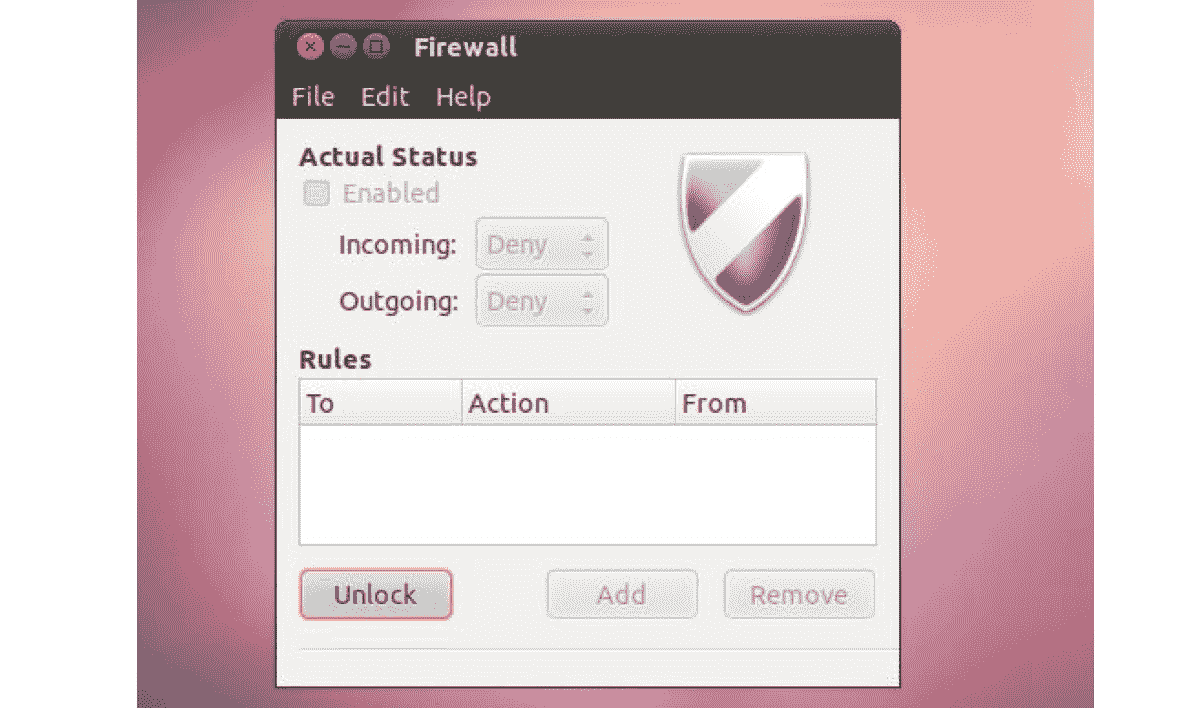 Firewall
File Edit Help
Actual Status
Enabled
Incoming: Deny
Outgoing: Deny
Rules
To Action From
Unlock Add Remove